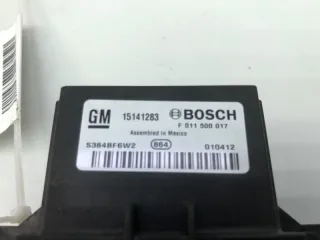 GM 15141283 BOSCH
F 011 500 017
Assembled in Mexico
S384BF6W2 864 010412